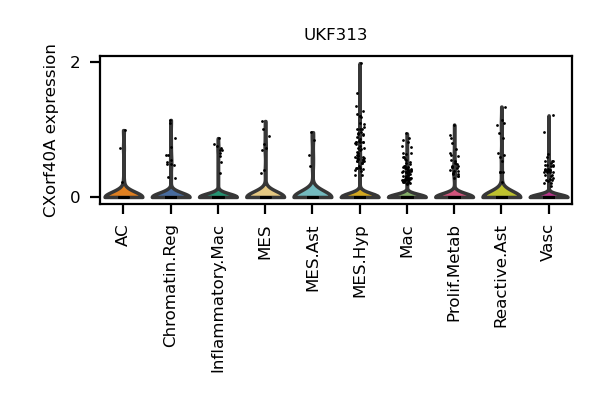 UKF313
CXorf40A expression
2
0
AC
Chromatin.Reg
Inflammatory.Mac
MES
MES.Ast
MES.Hyp
Mac
Prolif.Metab
Reactive.Ast
Vasc